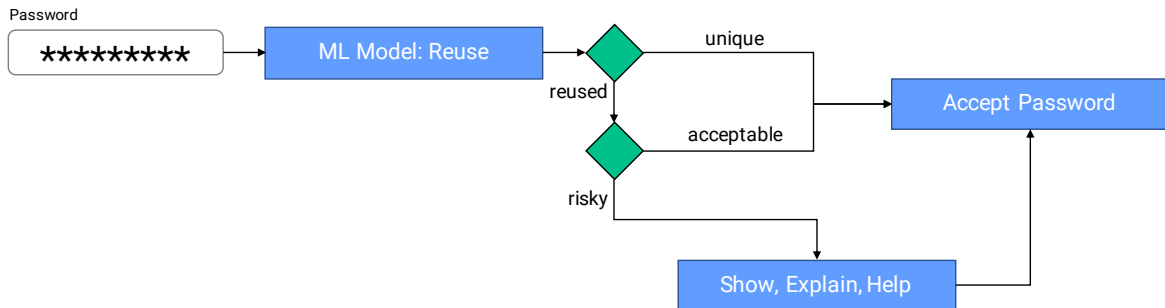 Password
*********
ML Model: Reuse
unique
reused
Accept Password
acceptable
risky
Show, Explain, Help